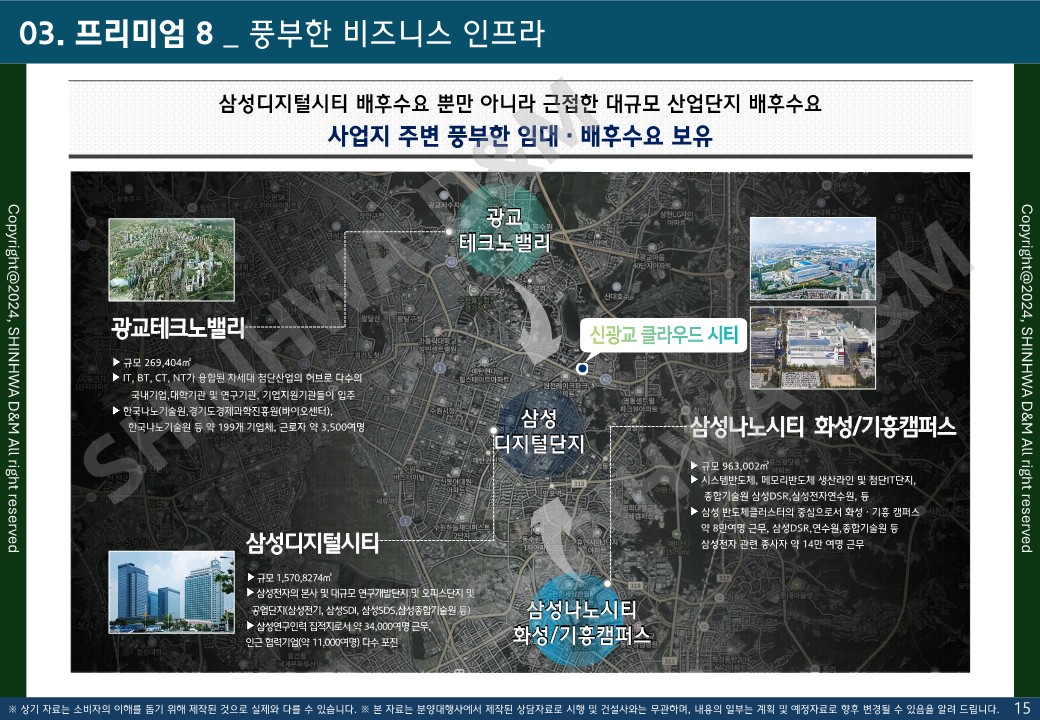 03. 프리미엄 8 _ 풍부한 비즈니스 인프라
삼성디지털시티 배후수요 뿐만 아니라 근접한 대규모 산업단지 배후수요
사업지 주변 풍부한 임대 · 배후수요 보유
광교
테크노밸리
신광교 클라우드 시티
삼성
디지털단지
삼성나노시티
화성/기흥캠퍼스
광교테크노밸리
▶ 규모 269,404㎡
▶ IT, BT, CT, NT가 융합된 차세대 첨단산업의 허브로 다수의
국내기업,대학기관 및 연구기관, 기업지원기관들이 입주
▶ 한국나노기술원,경기도경제과학진흥원(바이오센터),
한국나노기술원 등 약 199개 기업체, 근로자 약 3,500여명
삼성나노시티 화성/기흥캠퍼스
▶ 규모 963,002㎡
▶ 시스템반도체, 메모리반도체 생산라인 및 첨단IT단지,
종합기술원 삼성DSR,삼성전자연수원, 등
▶ 삼성 반도체클러스터의 중심으로서 화성 · 기흥 캠퍼스
약 8만여명 근무, 삼성DSR,연수원,종합기술원 등
삼성전자 관련 종사자 약 14만 여명 근무
삼성디지털시티
▶ 규모 1,570,8274㎡
▶ 삼성전자의 본사 및 대규모 연구개발단지 및 오피스단지 및
공업단지(삼성전기, 삼성SDI, 삼성SDS,삼성종합기술원 등)
▶ 삼성연구인력 집적지로서 약 34,000여명 근무,
인근 협력기업(약 11,000여명) 다수 포진
Copyright@2024, SHINHWA D&M All right reserved
Copyright@2024, SHINHWA D&M All right reserved
SHINHWA D&M
SHINHWA D&M
※ 상기 자료는 소비자의 이해를 돕기 위해 제작된 것으로 실제와 다를 수 있습니다. ※ 본 자료는 분양대행사에서 제작된 상담자료로 시행 및 건설사와는 무관하며, 내용의 일부는 계획 및 예정자료로 향후 변경될 수 있음을 알려 드립니다.
15